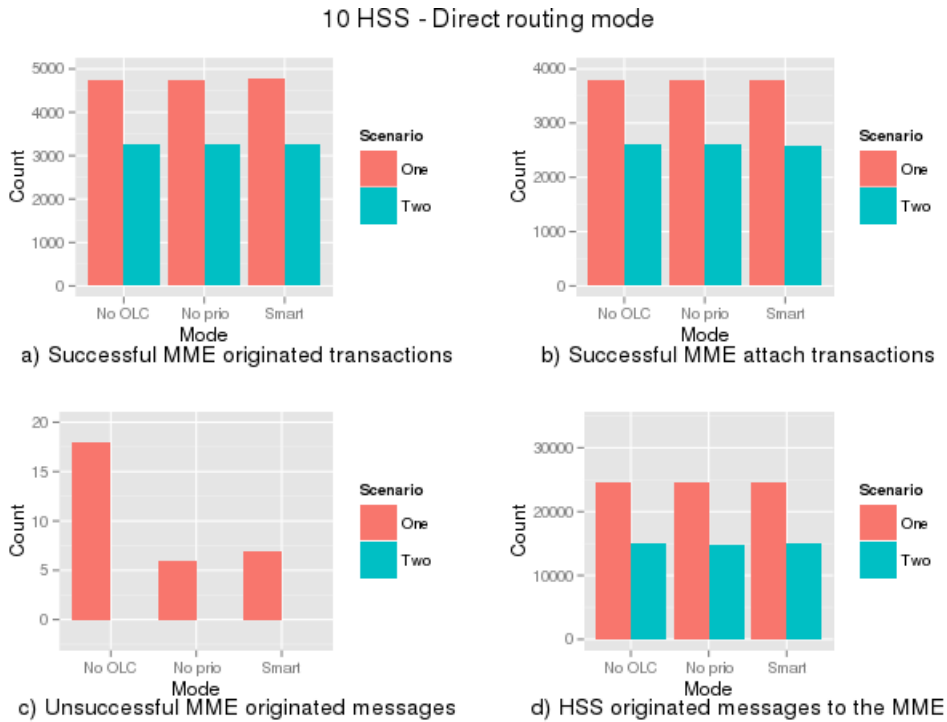 10 HSS - Direct routing mode
5000
4000
3000
2000
1000
0
Count
No OLC No prio Smart
Mode
Scenario
One
Two
a) Successful MME originated transactions
4000
3000
2000
1000
0
Count
No OLC No prio Smart
Mode
Scenario
One
Two
b) Successful MME attach transactions
20
15
10
5
0
Count
No OLC No prio Smart
Mode
Scenario
One
Two
c) Unsuccessful MME originated messages
30000
20000
10000
0
Count
No OLC No prio Smart
Mode
Scenario
One
Two
d) HSS originated messages to the MME